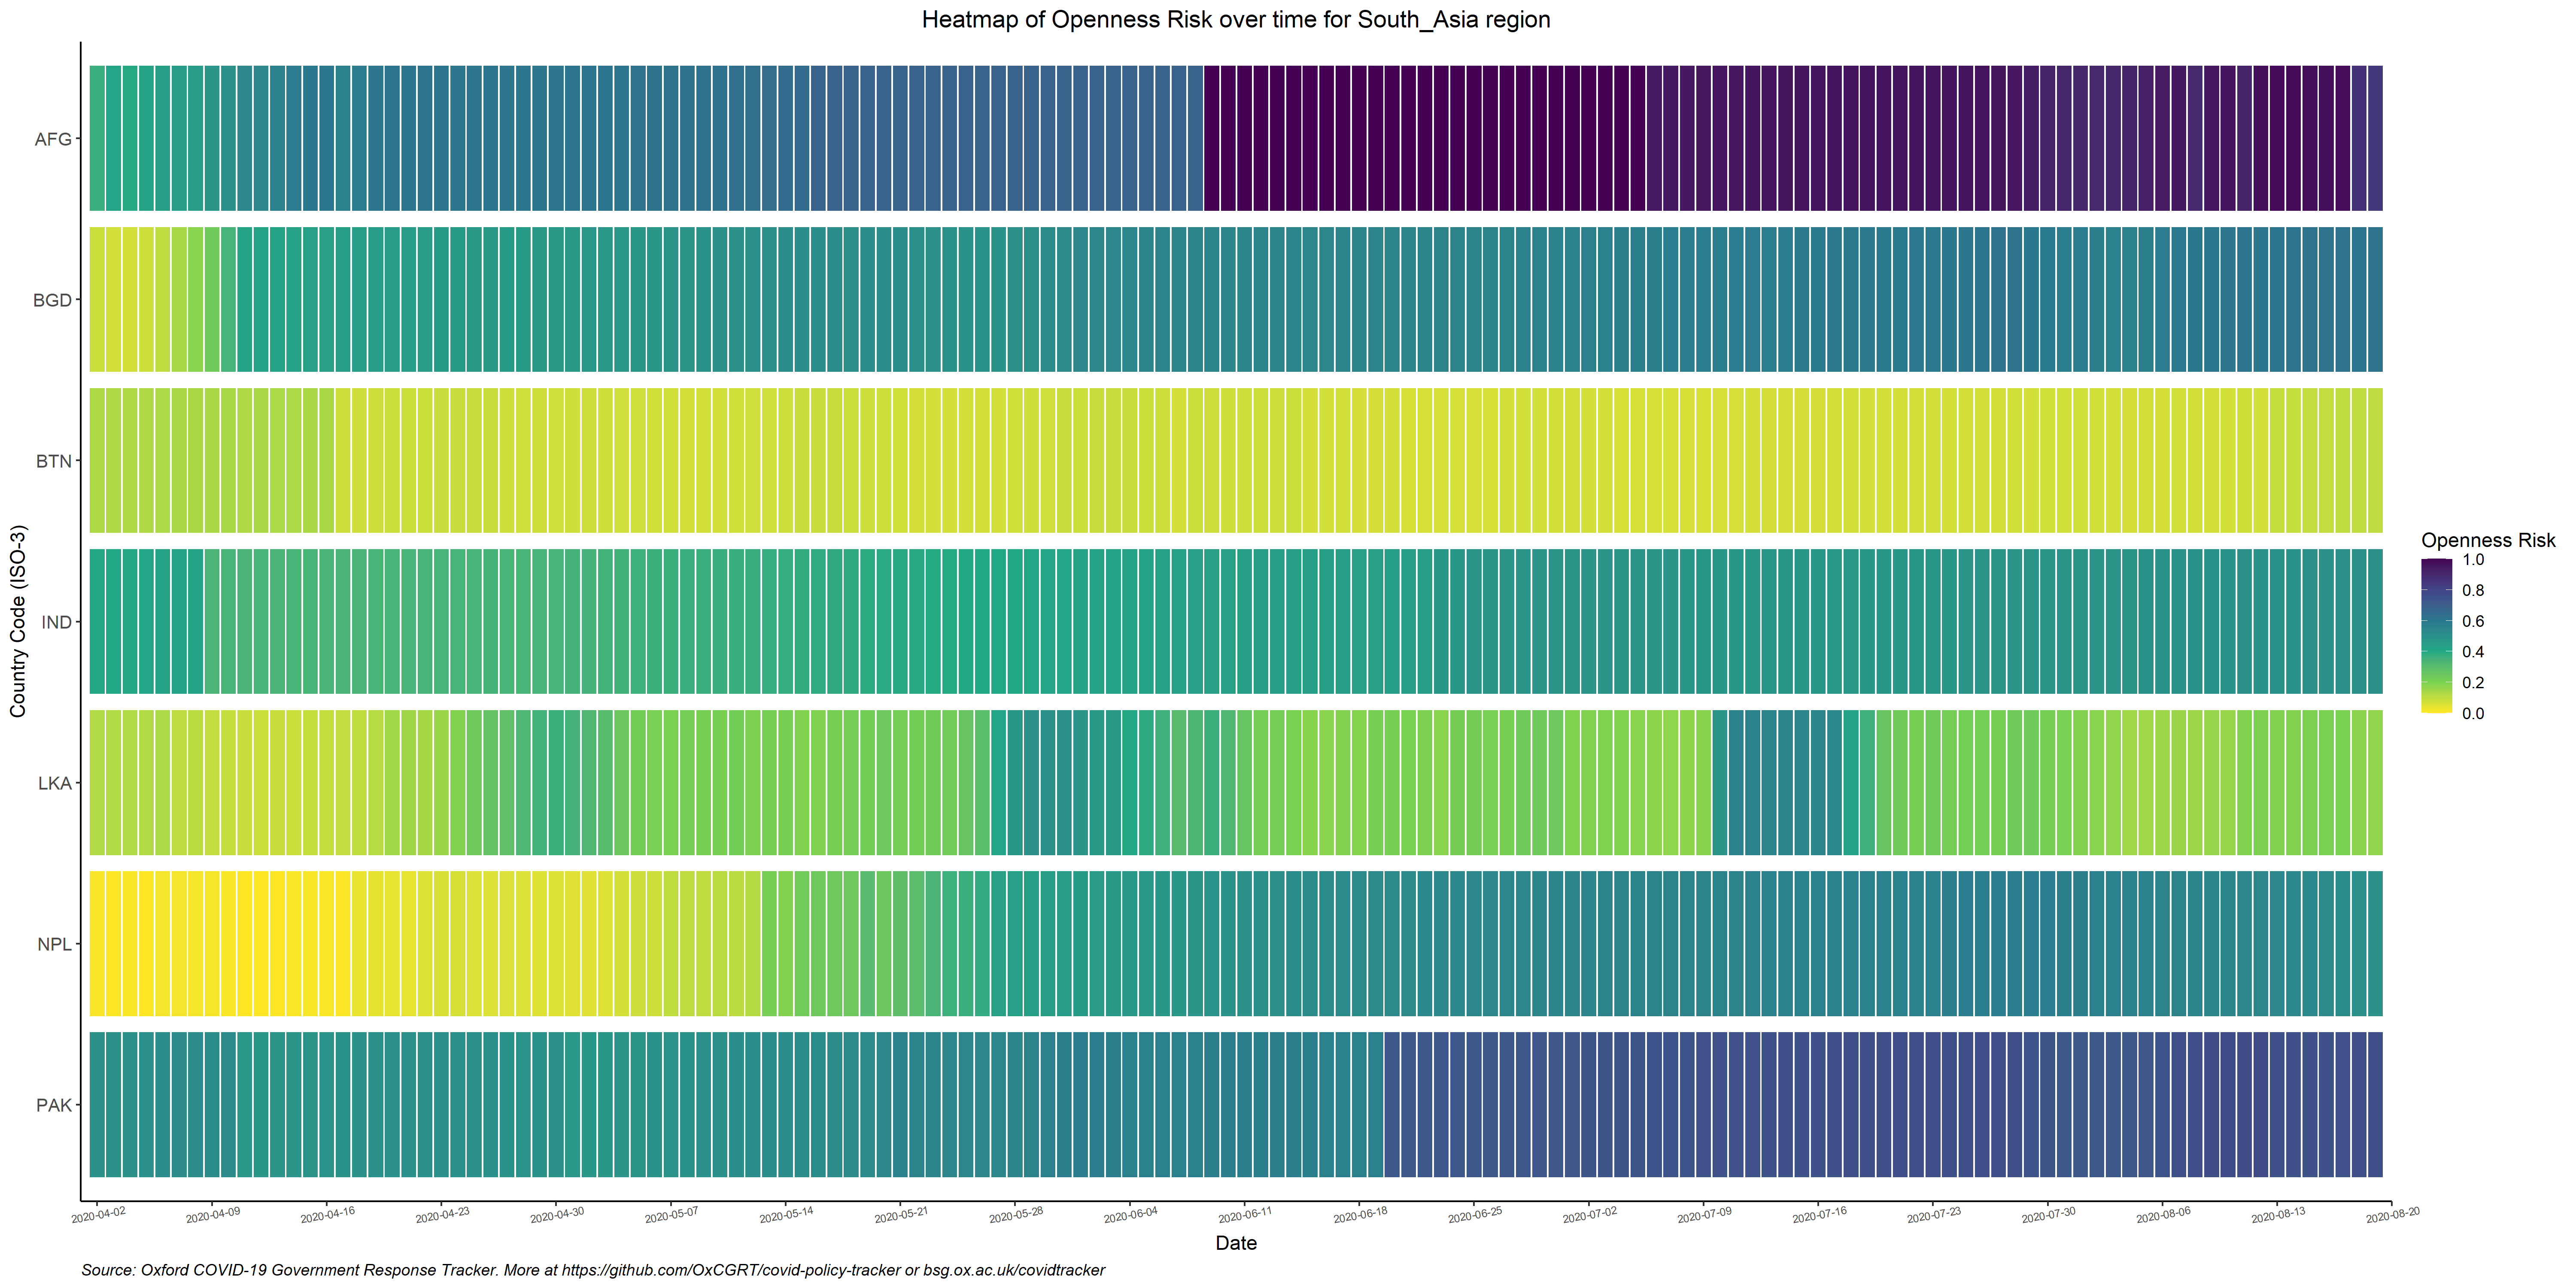 Heatmap of Openness Risk over time for South_Asia region
Country Code (ISO-3)
AFG
BGD
BTN
IND
LKA
NPL
PAK
Openness Risk
1.0
0.8
0.6
0.4
0.2
0.0
2020-04-02 2020-04-09 2020-04-16 2020-04-23 2020-04-30 2020-05-07 2020-05-14 2020-05-21 2020-05-28 2020-06-04 2020-06-11 2020-06-18 2020-06-25 2020-07-02 2020-07-09 2020-07-16 2020-07-23 2020-07-30 2020-08-06 2020-08-13 2020-08-20
Date
Source: Oxford COVID-19 Government Response Tracker. More at https://github.com/OxCGRT/covid-policy-tracker or bsg.ox.ac.uk/covidtracker